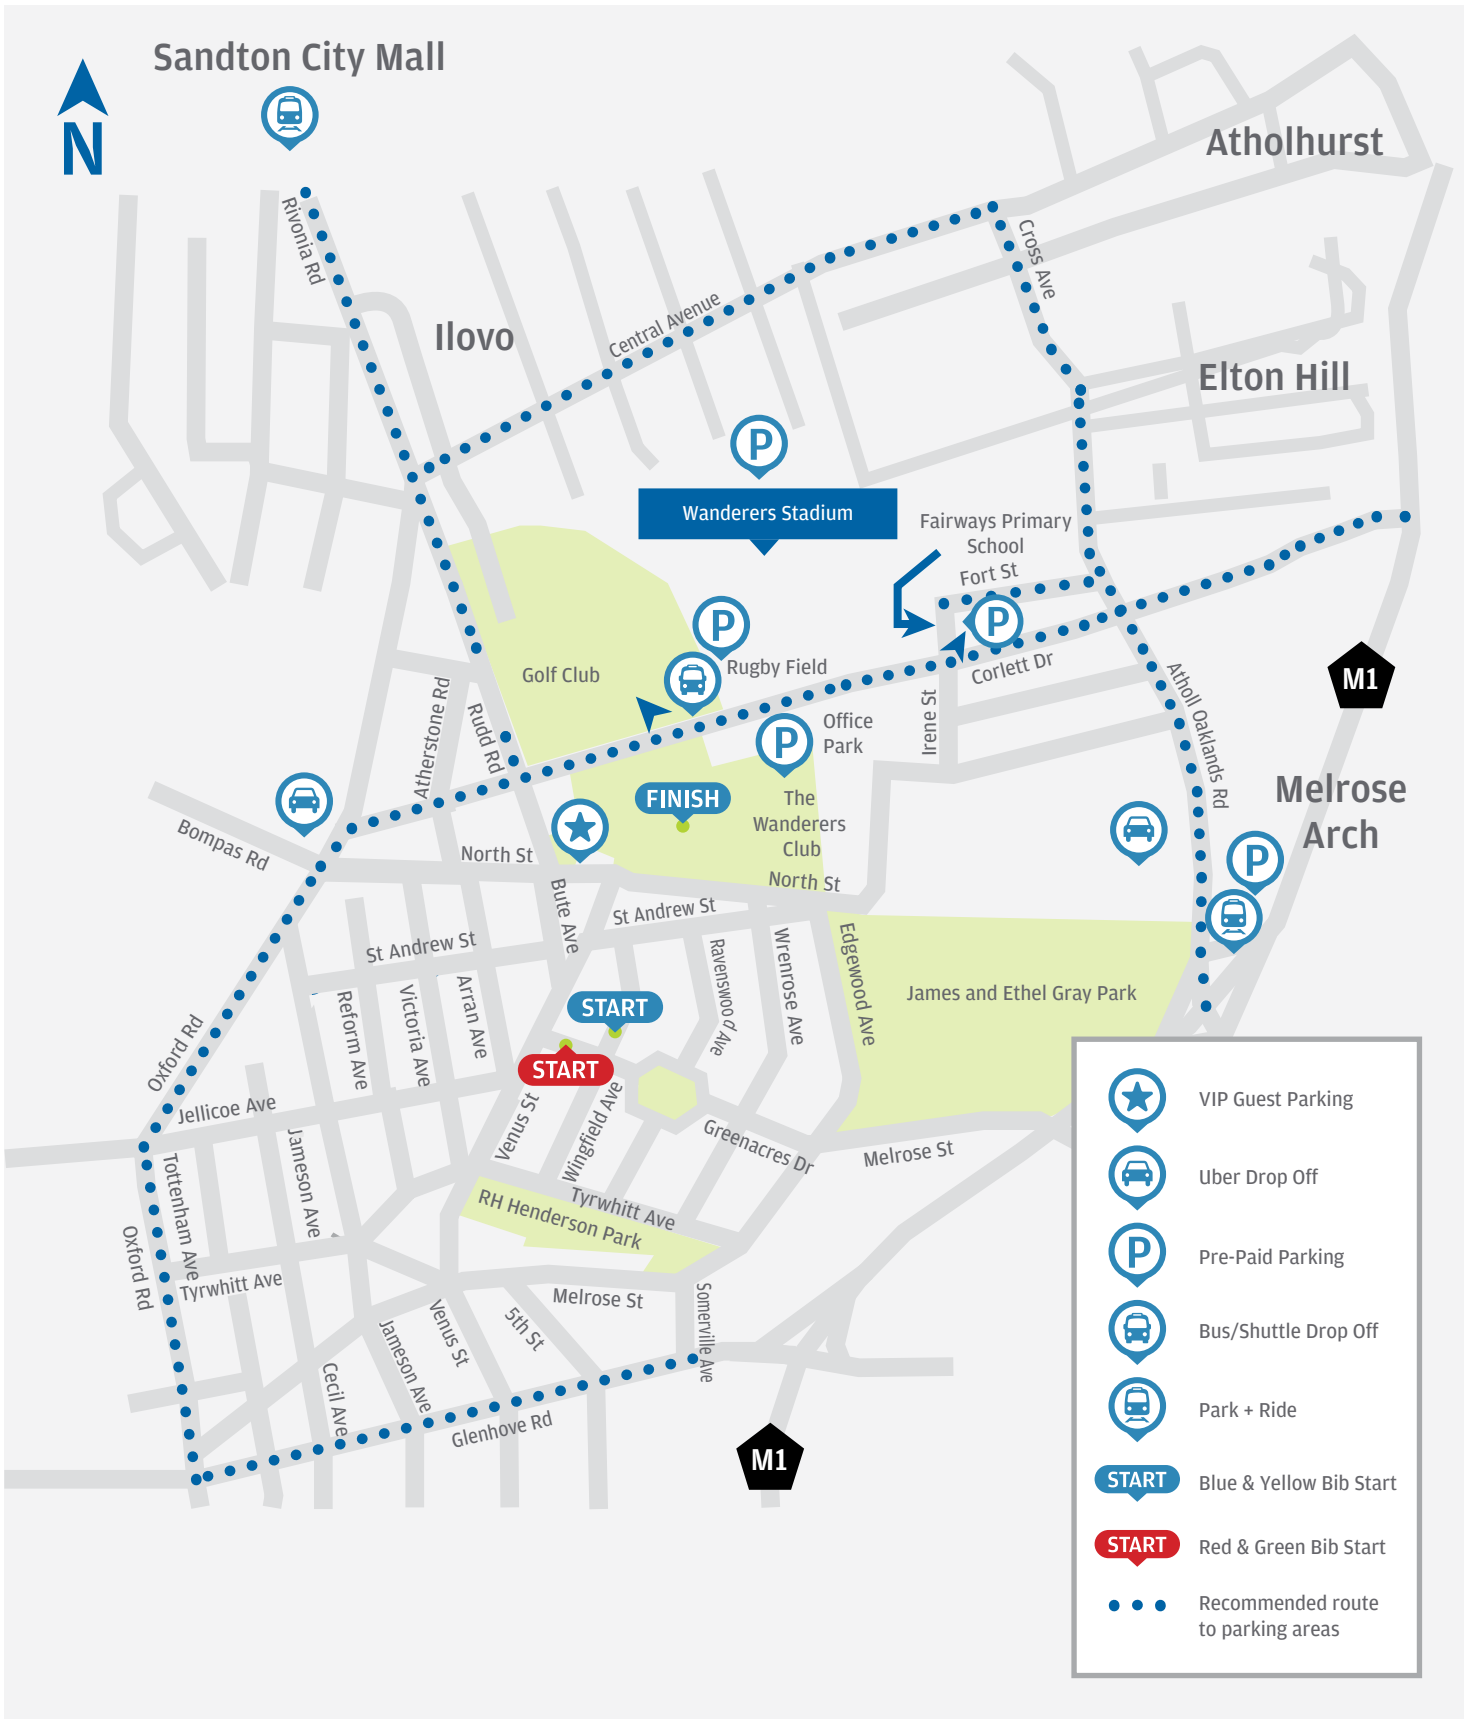 Sandton City Mall
N
Atholhurst
Rivonia Rd
Cross Ave
Ilovo
Central Avenue
Elton Hill
P
Wanderers Stadium
Fairways Primary
School
Fort St
P
P
Golf Club
Rugby Field
Corlett Dr
M1
Atherstone Rd
Rudd Rd
Irene St
Atholl Oaklands Rd
P
Office
Park
FINISH
The
Wanderers
Club
Melrose
Arch
P
Bompas Rd
North St
North St
Bute Ave
St Andrew St
St Andrew St
Ravenswood Ave
Wrenrose Ave
Edgewood Ave
James and Ethel Gray Park
Reform Ave
Victoria Ave
Arran Ave
START
START
Oxford Rd
Jellicoe Ave
Venus St
Wingfield Ave
Greenacres Dr
Melrose St
Jameson Ave
Tottenham Ave
Oxford Rd
Tyrwhitt Ave
RH Henderson Park
Tyrwhitt Ave
Melrose St
Somerville Ave
Venus St
5th St
Jameson Ave
Cecil Ave
Glenhove Rd
M1
VIP Guest Parking
Uber Drop Off
P
Pre-Paid Parking
Bus/Shuttle Drop Off
Park + Ride
START
Blue & Yellow Bib Start
START
Red & Green Bib Start
Recommended route
to parking areas